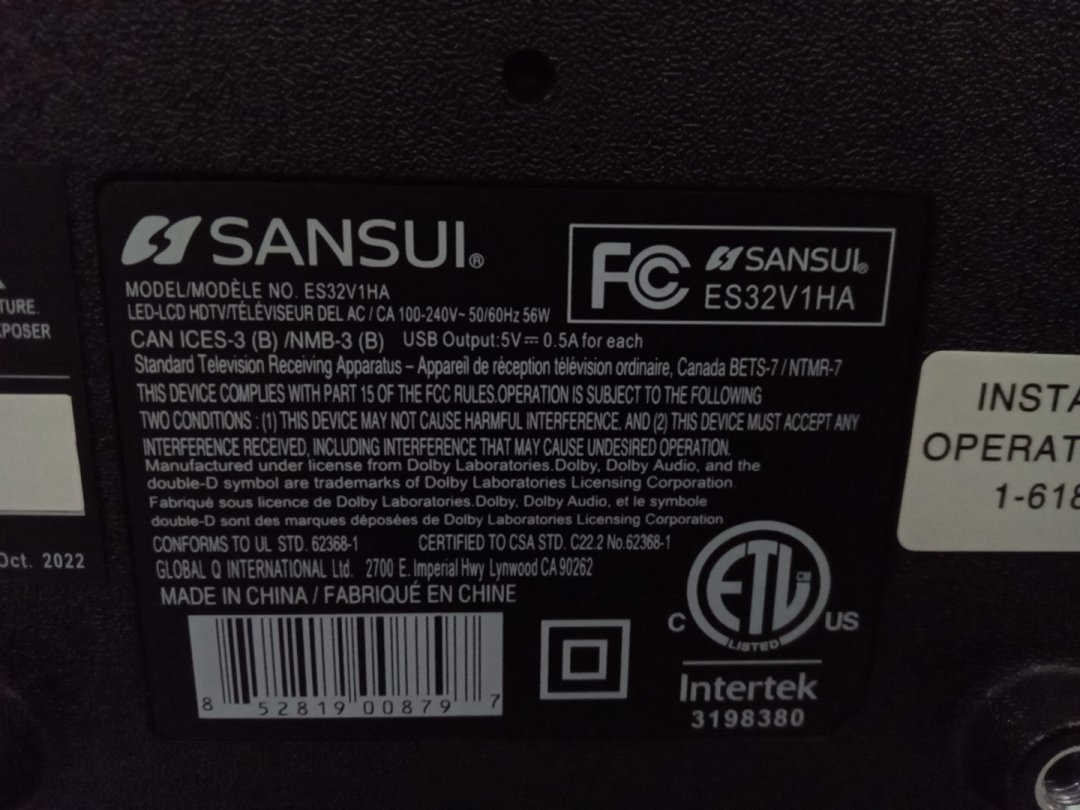 SANSUI®
MODEL/MODÈLE NO. ES32V1HA
LED-LCD HDTV/TÉLÉVISEUR DEL AC / CA 100-240V~ 50/60Hz 56W
FC SANSUI®
ES32V1HA
CAN ICES-3 (B) /NMB-3 (B) USB Output:5V⎓0.5A for each
Standard Television Receiving Apparatus – Appareil de réception télévision ordinaire, Canada BETS-7 / NTMR-7
THIS DEVICE COMPLIES WITH PART 15 OF THE FCC RULES.OPERATION IS SUBJECT TO THE FOLLOWING
TWO CONDITIONS : (1) THIS DEVICE MAY NOT CAUSE HARMFUL INTERFERENCE, AND (2) THIS DEVICE MUST ACCEPT ANY
INTERFERENCE RECEIVED, INCLUDING INTERFERENCE THAT MAY CAUSE UNDESIRED OPERATION.
Manufactured under license from Dolby Laboratories.Dolby, Dolby Audio, and the
double-D symbol are trademarks of Dolby Laboratories Licensing Corporation.
Fabriqué sous licence de Dolby Laboratories.Dolby, Dolby Audio, et le symbole
double-D sont des marques déposées de Dolby Laboratories Licensing Corporation
CONFORMS TO UL STD. 62368-1 CERTIFIED TO CSA STD. C22.2 No.62368-1
GLOBAL Q INTERNATIONAL Ltd. 2700 E. Imperial Hwy Lynwood CA 90262
MADE IN CHINA / FABRIQUÉ EN CHINE
8 52819 00879 7
C ETL CM US
LISTED
Intertek
3198380
TURE.
XPOSER
Oct. 2022
INSTA
OPERAT
1-618